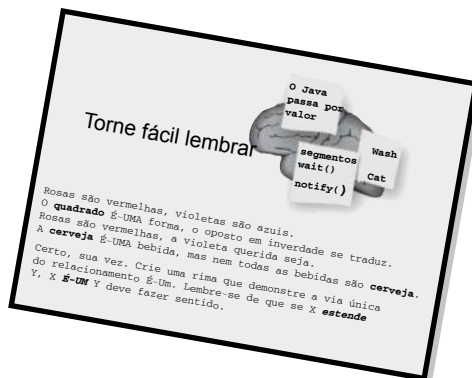 O Java
passa por
valor
Torne fácil lembrar
segmentos
wait()
notify()
Wash
Cat
Rosas são vermelhas, violetas são azuis.
O quadrado É-UMA forma, o oposto em inverdade se traduz.
Rosas são vermelhas, a violeta querida seja.
A cerveja É-UMA bebida, mas nem todas as bebidas são cerveja.
Certo, sua vez. Crie uma rima que demonstre a via única
do relacionamento É-Um. Lembre-se de que se X estende
Y, X É-UM Y deve fazer sentido.